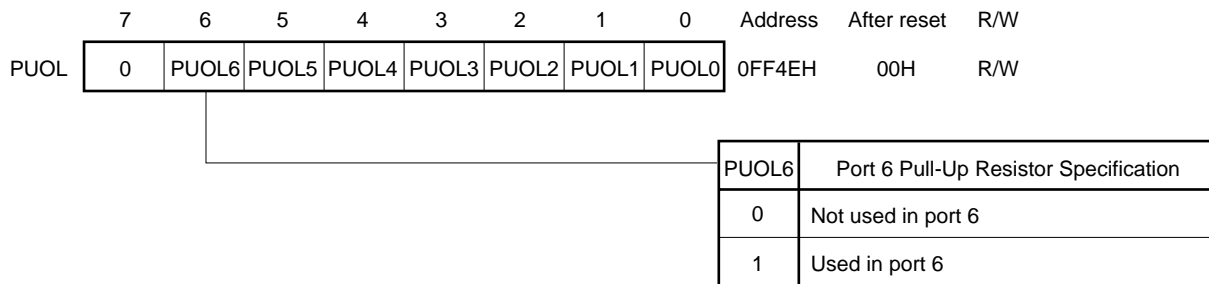 7 6 5 4 3 2 1 0 Address After reset R/W
PUOL 0 PUOL6 PUOL5 PUOL4 PUOL3 PUOL2 PUOL1 PUOL0 0FF4EH 00H R/W
PUOL6 Port 6 Pull-Up Resistor Specification
0 Not used in port 6
1 Used in port 6